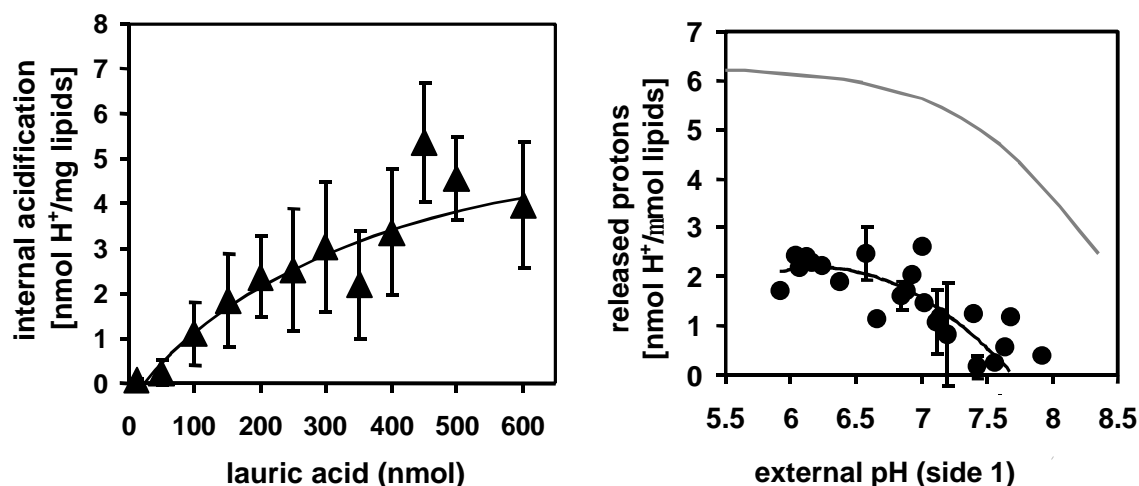 internal acidification
[nmol H⁺/mg lipids]
8
7
6
5
4
3
2
1
0
0 100 200 300 400 500 600
lauric acid (nmol)
released protons
[nmol H⁺/mmol lipids]
7
6
5
4
3
2
1
0
5.5 6 6.5 7 7.5 8 8.5
external pH (side 1)